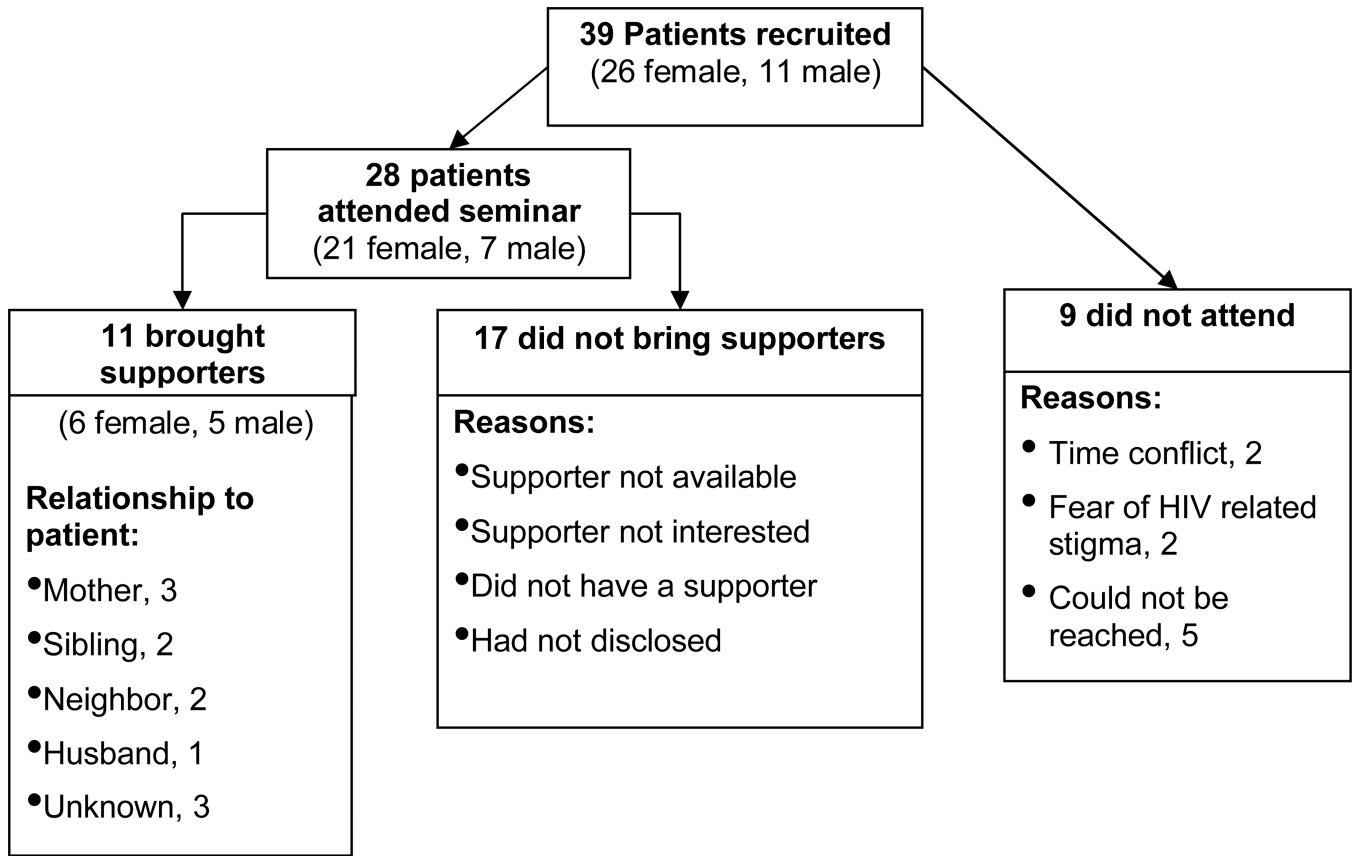 39 Patients recruited
(26 female, 11 male)
28 patients
attended seminar
(21 female, 7 male)
11 brought
supporters
(6 female, 5 male)
Relationship to
patient:
•Mother, 3
•Sibling, 2
•Neighbor, 2
•Husband, 1
•Unknown, 3
17 did not bring supporters
Reasons:
•Supporter not available
•Supporter not interested
•Did not have a supporter
•Had not disclosed
9 did not attend
Reasons:
• Time conflict, 2
• Fear of HIV related
stigma, 2
• Could not be
reached, 5